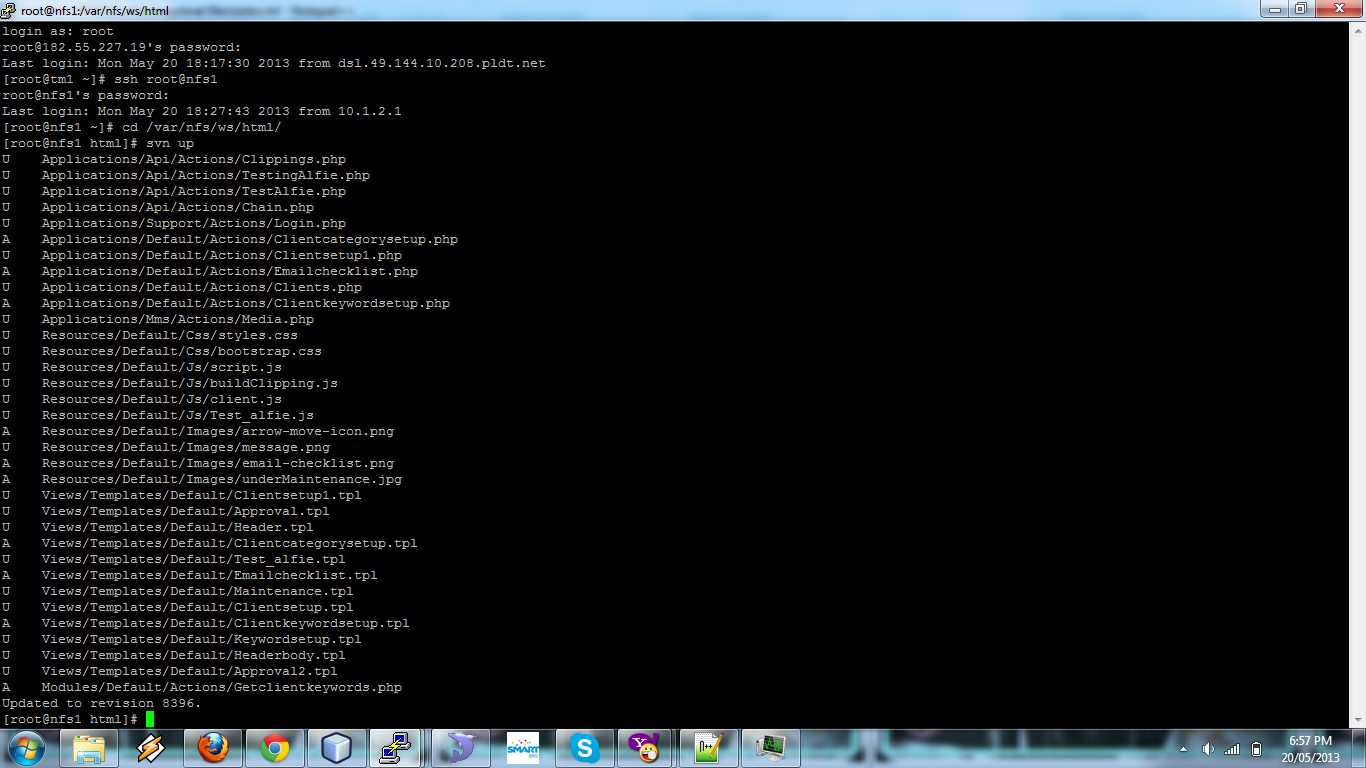 root@nfs1:/var/nfs/ws/html
login as: root
root@182.55.227.19's password:
Last login: Mon May 20 18:17:30 2013 from dsl.49.144.10.208.pldt.net
[root@tm1 ~]# ssh root@nfs1
root@nfs1's password:
Last login: Mon May 20 18:27:43 2013 from 10.1.2.1
[root@nfs1 ~]# cd /var/nfs/ws/html/
[root@nfs1 html]# svn up
U    Applications/Api/Actions/Clippings.php
U    Applications/Api/Actions/TestingAlfie.php
U    Applications/Api/Actions/TestAlfie.php
U    Applications/Api/Actions/Chain.php
U    Applications/Support/Actions/Login.php
A    Applications/Default/Actions/Clientcategorysetup.php
U    Applications/Default/Actions/Clientsetup1.php
A    Applications/Default/Actions/Emailchecklist.php
U    Applications/Default/Actions/Clients.php
A    Applications/Default/Actions/Clientkeywordsetup.php
U    Applications/Mms/Actions/Media.php
U    Resources/Default/Css/styles.css
U    Resources/Default/Css/bootstrap.css
U    Resources/Default/Js/script.js
U    Resources/Default/Js/buildClipping.js
U    Resources/Default/Js/client.js
U    Resources/Default/Js/Test_alfie.js
A    Resources/Default/Images/arrow-move-icon.png
U    Resources/Default/Images/message.png
A    Resources/Default/Images/email-checklist.png
A    Resources/Default/Images/underMaintenance.jpg
U    Views/Templates/Default/Clientsetup1.tpl
U    Views/Templates/Default/Approval.tpl
U    Views/Templates/Default/Header.tpl
A    Views/Templates/Default/Clientcategorysetup.tpl
U    Views/Templates/Default/Test_alfie.tpl
A    Views/Templates/Default/Emailchecklist.tpl
U    Views/Templates/Default/Maintenance.tpl
U    Views/Templates/Default/Clientsetup.tpl
A    Views/Templates/Default/Clientkeywordsetup.tpl
U    Views/Templates/Default/Keywordsetup.tpl
U    Views/Templates/Default/Headerbody.tpl
U    Views/Templates/Default/Approval2.tpl
A    Modules/Default/Actions/Getclientkeywords.php
Updated to revision 8396.
[root@nfs1 html]#
SMART
6:57 PM
20/05/2013